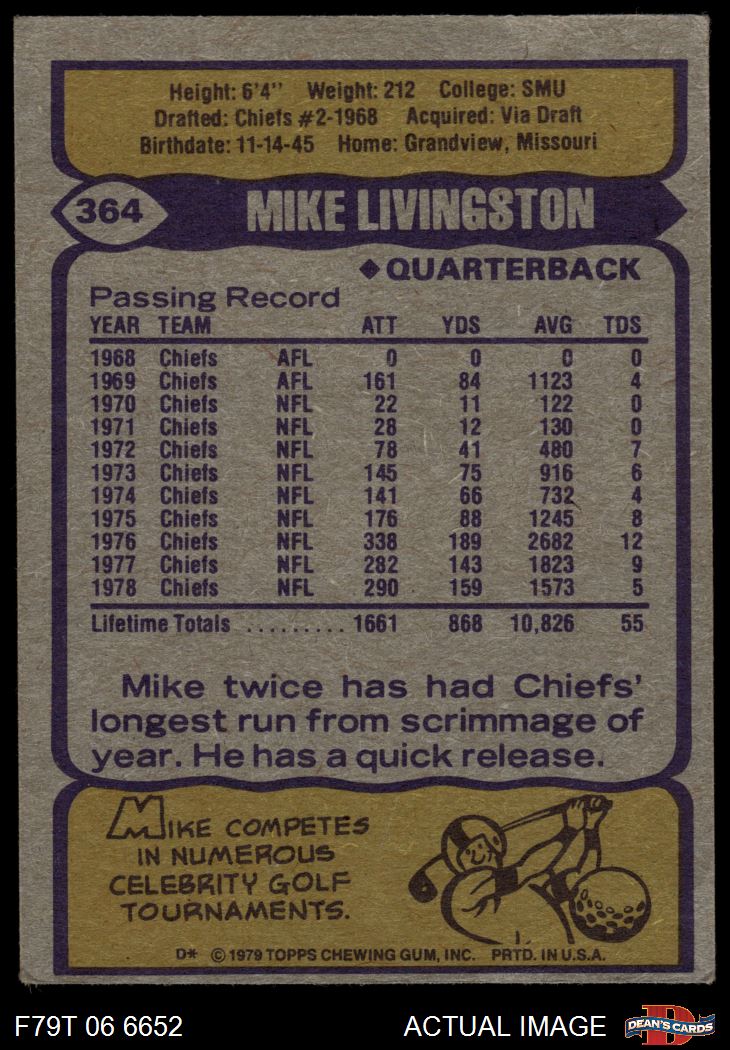 Height: 6'4" Weight: 212 College: SMU
Drafted: Chiefs #2-1968 Acquired: Via Draft
Birthdate: 11-14-45 Home: Grandview, Missouri
364 MIKE LIVINGSTON
◆QUARTERBACK
Passing Record
YEAR TEAM ATT YDS AVG TDS
1968 Chiefs AFL 0 0 0 0
1969 Chiefs AFL 161 84 1123 4
1970 Chiefs NFL 22 11 122 0
1971 Chiefs NFL 28 12 130 0
1972 Chiefs NFL 78 41 480 7
1973 Chiefs NFL 145 75 916 6
1974 Chiefs NFL 141 66 732 4
1975 Chiefs NFL 176 88 1245 8
1976 Chiefs NFL 338 189 2682 12
1977 Chiefs NFL 282 143 1823 9
1978 Chiefs NFL 290 159 1573 5
Lifetime Totals ......... 1661 868 10,826 55
Mike twice has had Chiefs'
longest run from scrimmage of
year. He has a quick release.
MIKE COMPETES
IN NUMEROUS
CELEBRITY GOLF
TOURNAMENTS.
D* © 1979 TOPPS CHEWING GUM, INC. PRTD. IN U.S.A.
F79T 06 6652 ACTUAL IMAGE D DEAN'S CARDS